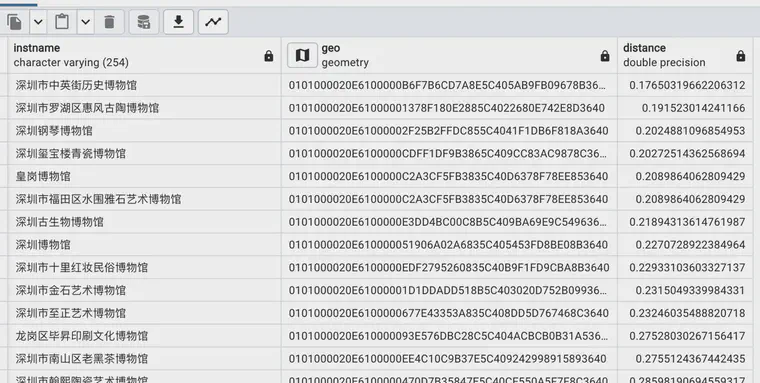 instname
character varying (254)
geo
geometry
distance
double precision
深圳市中英街历史博物馆 0101000020E6100000B6F7B6CD7A8E5C405AB9FB09678B36... 0.17650319662206312
深圳市罗湖区惠风古陶博物馆 0101000020E61000001378F180E2885C4022680E742E8D3640 0.191523014241166
深圳钢琴博物馆 0101000020E61000002F25B2FFDC855C4041F1DB6F818A3640 0.2024881096854953
深圳玺宝楼青瓷博物馆 0101000020E6100000CDFF1DF9B3865C409CC83AC9878C36... 0.20272514362568694
皇岗博物馆 0101000020E6100000C2A3CF5FB3835C40D6378F78EE853640 0.2089864062809429
深圳市福田区水围雅石艺术博物馆 0101000020E6100000C2A3CF5FB3835C40D6378F78EE853640 0.2089864062809429
深圳古生物博物馆 0101000020E6100000E3DD4BC00C8B5C409BA69E9C549636... 0.21894313614761987
深圳博物馆 0101000020E610000051906A02A6835C405453FD8BE08B3640 0.2270728922384964
深圳市十里红妆民俗博物馆 0101000020E6100000EDF2795260835C40B9F1FD9CBA8B3640 0.22933103603327137
深圳市金石艺术博物馆 0101000020E61000001D1DDADD518B5C403020D752B09936... 0.2315049339984331
深圳市至正艺术博物馆 0101000020E6100000677E43353A835C408DD5D767468C3640 0.23246035488820718
龙岗区毕昇印刷文化博物馆 0101000020E610000093E576DBC28C5C404ACBCB0B31A536... 0.27528030267156417
深圳市南山区老黑茶博物馆 0101000020E6100000EE4C10C9B37E5C409242998915893640 0.2755124367442435